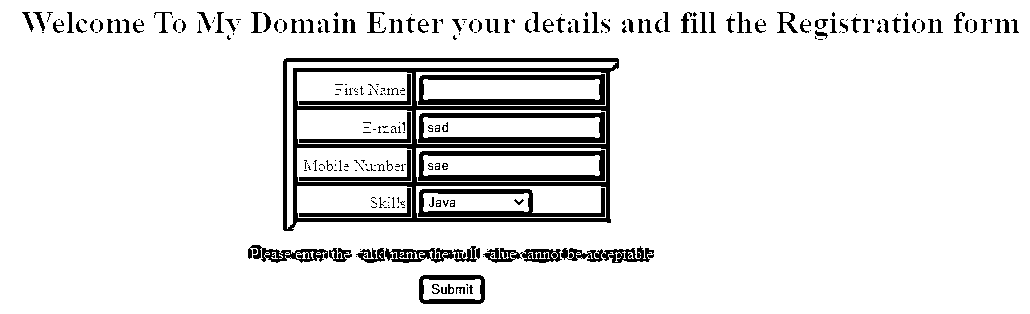 Welcome To My Domain Enter your details and fill the Registration form
First Name
E-mail sad
Mobile Number sae
Skills Java
Please enter the valid name the null value cannot be acceptable
Submit